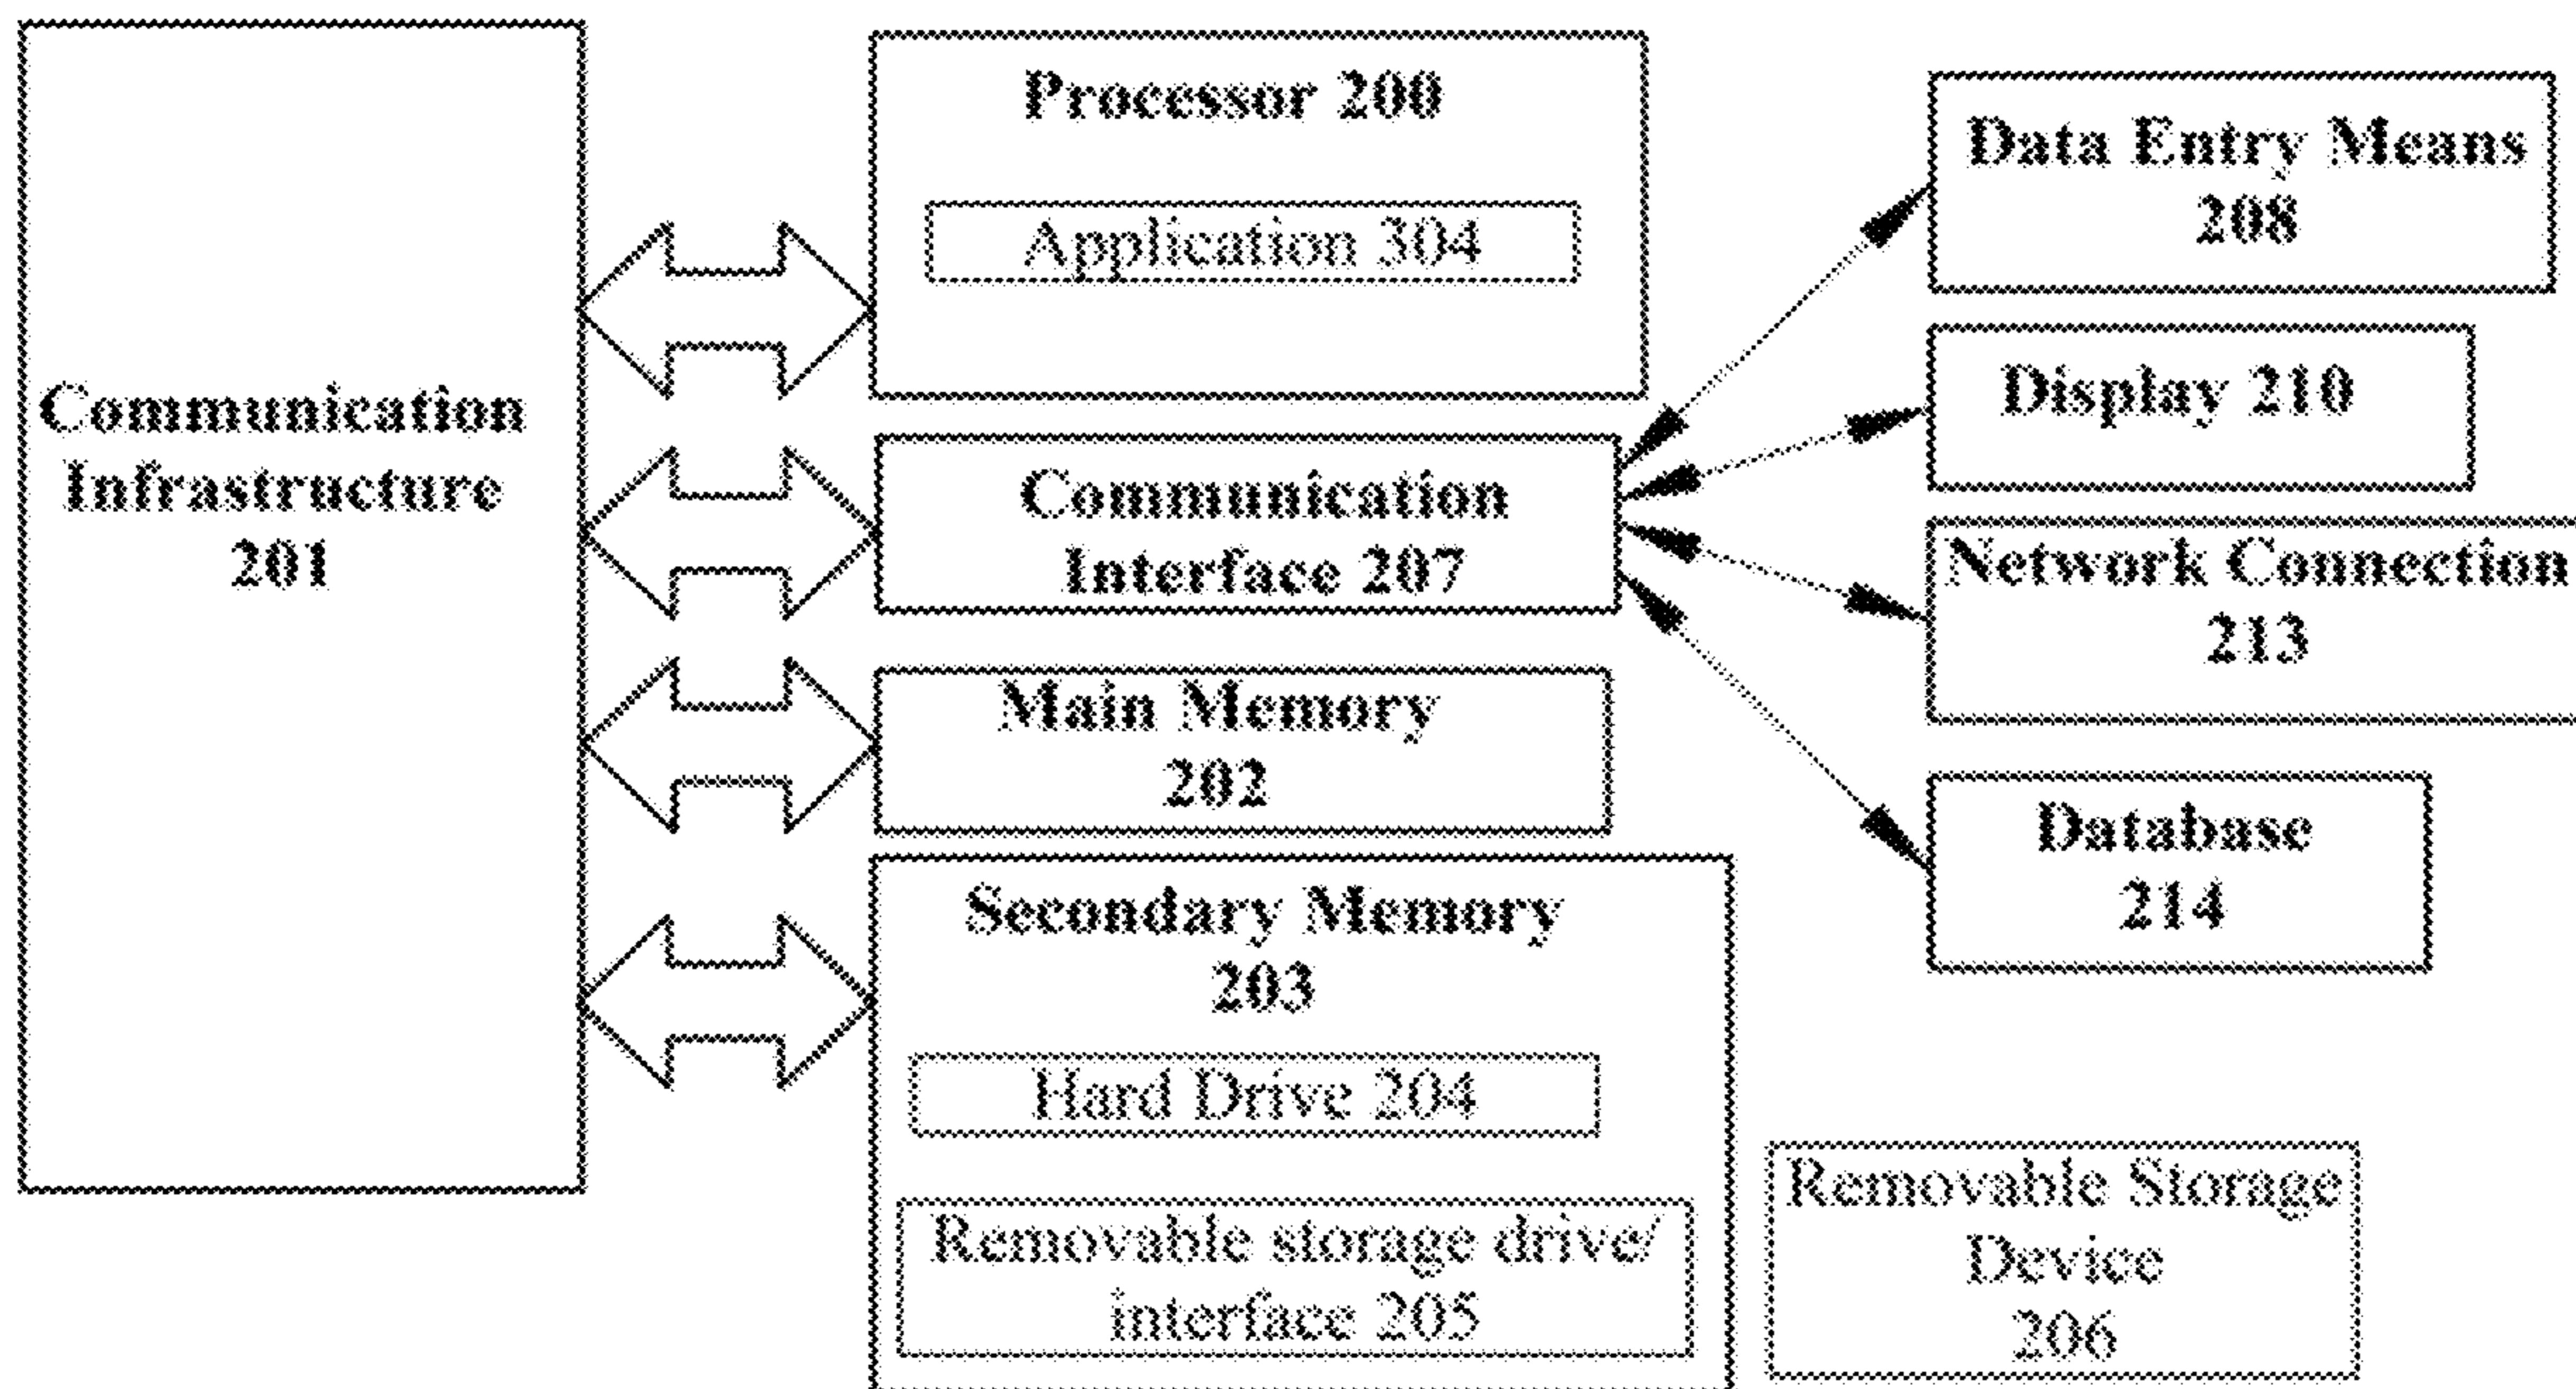 Communication
Infrastructure
201
Processor 200
Application 304
Communication
Interface 207
Main Memory
202
Secondary Memory
203
Hard Drive 204
Removable storage drive/
interface 205
Data Entry Means
208
Display 210
Network Connection
213
Database
214
Removable Storage
Device
206